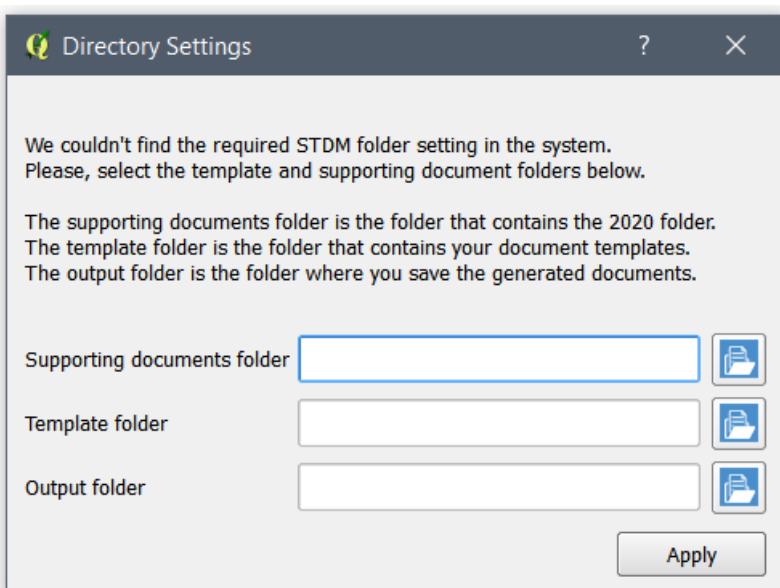 Directory Settings ?
We couldn't find the required STDM folder setting in the system.
Please, select the template and supporting document folders below.
The supporting documents folder is the folder that contains the 2020 folder.
The template folder is the folder that contains your document templates.
The output folder is the folder where you save the generated documents.
Supporting documents folder
Template folder
Output folder
Apply